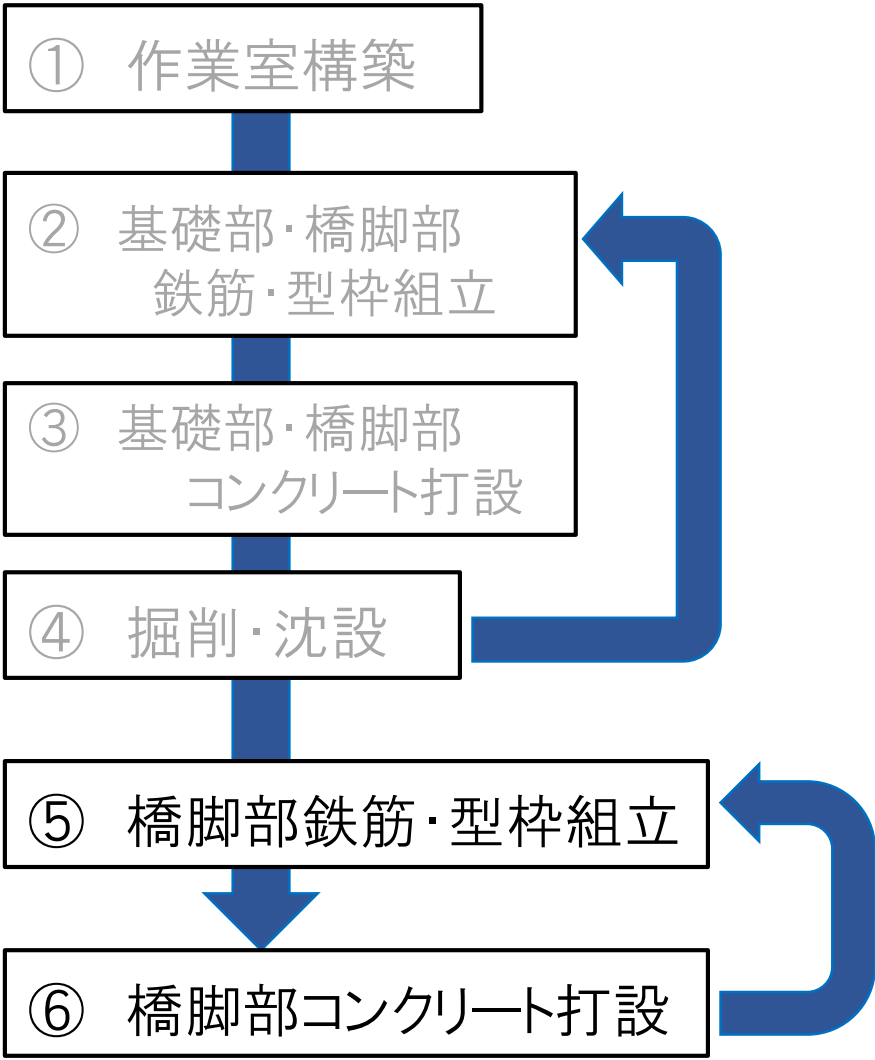 ① 作業室構築
② 基礎部・橋脚部
鉄筋・型枠組立
③ 基礎部・橋脚部
コンクリート打設
④ 掘削・沈設
⑤ 橋脚部鉄筋・型枠組立
⑥ 橋脚部コンクリート打設